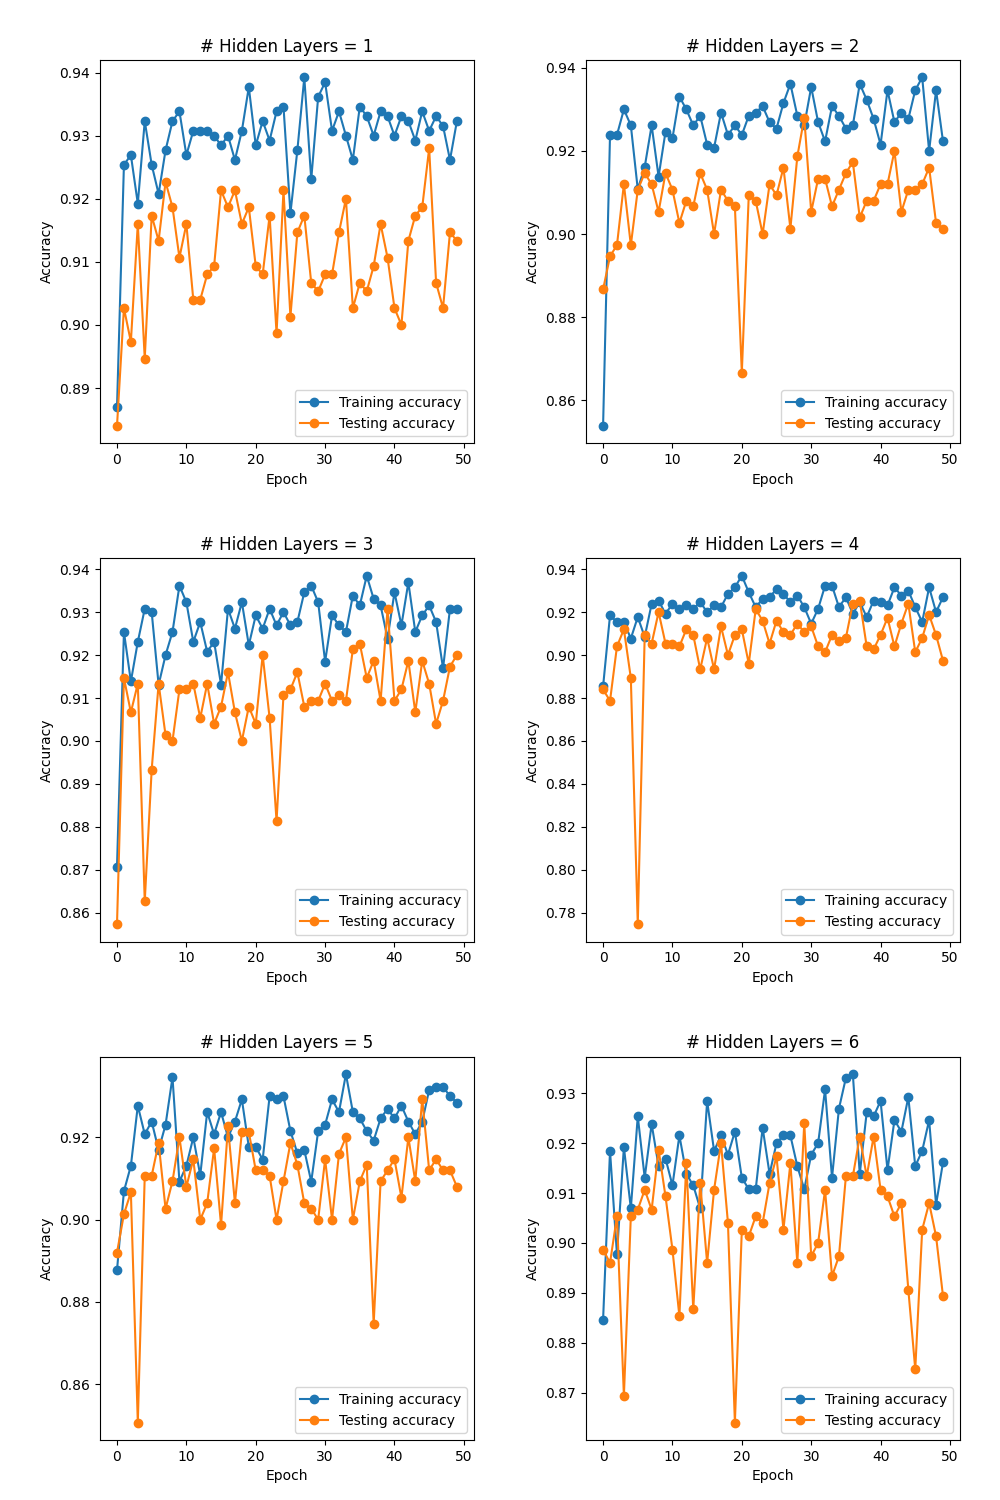 # Hidden Layers = 1
0.94
0.93
0.92
0.91
0.90
0.89
Accuracy
Training accuracy
Testing accuracy
0 10 20 30 40 50
Epoch
# Hidden Layers = 2
0.94
0.92
0.90
0.88
0.86
Accuracy
Training accuracy
Testing accuracy
0 10 20 30 40 50
Epoch
# Hidden Layers = 3
0.94
0.93
0.92
0.91
0.90
0.89
0.88
0.87
0.86
Accuracy
Training accuracy
Testing accuracy
0 10 20 30 40 50
Epoch
# Hidden Layers = 4
0.94
0.92
0.90
0.88
0.86
0.84
0.82
0.80
0.78
Accuracy
Training accuracy
Testing accuracy
0 10 20 30 40 50
Epoch
# Hidden Layers = 5
0.92
0.90
0.88
0.86
Accuracy
Training accuracy
Testing accuracy
0 10 20 30 40 50
Epoch
# Hidden Layers = 6
0.93
0.92
0.91
0.90
0.89
0.88
0.87
Accuracy
Training accuracy
Testing accuracy
0 10 20 30 40 50
Epoch